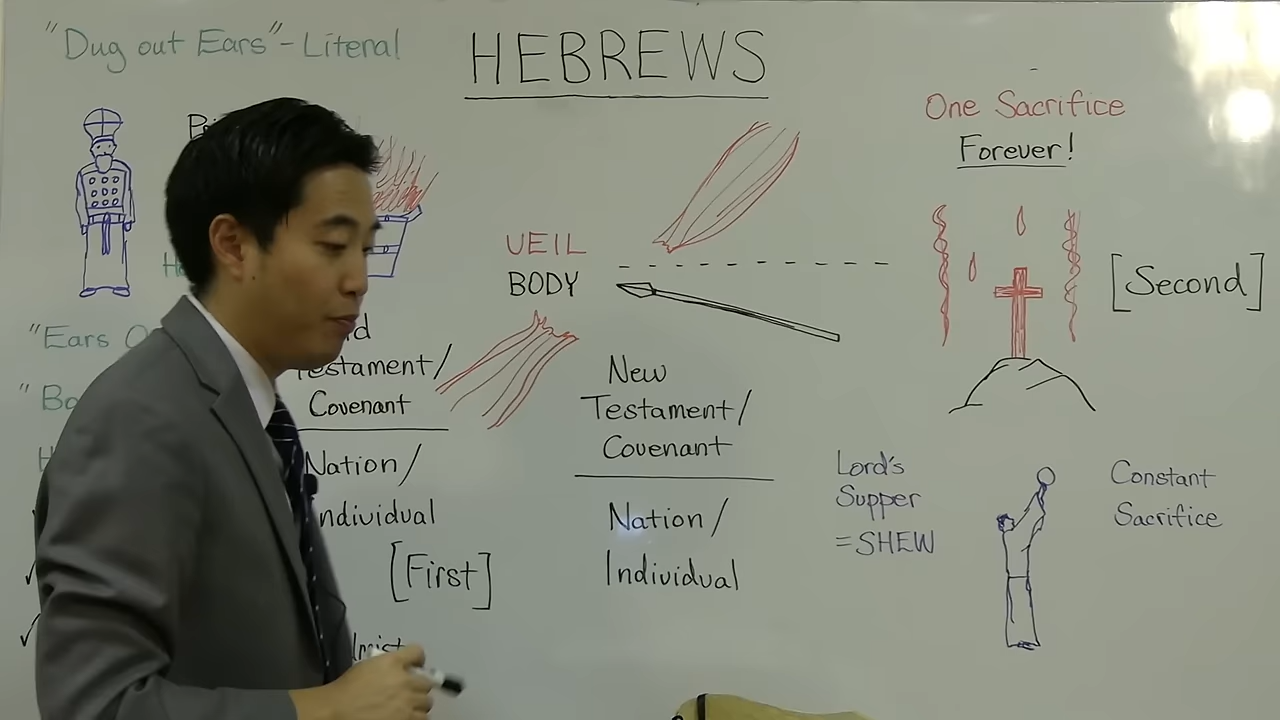 "Dug out Ears"-Literal
HEBREWS
One Sacrifice
Forever!
VEIL
BODY
[Second]
"Ears
Testament/
Covenant
Nation/
Individual
[First]
New
Testament/
Covenant
Nation/
Individual
Lord's
Supper
=SHEW
Constant
Sacrifice